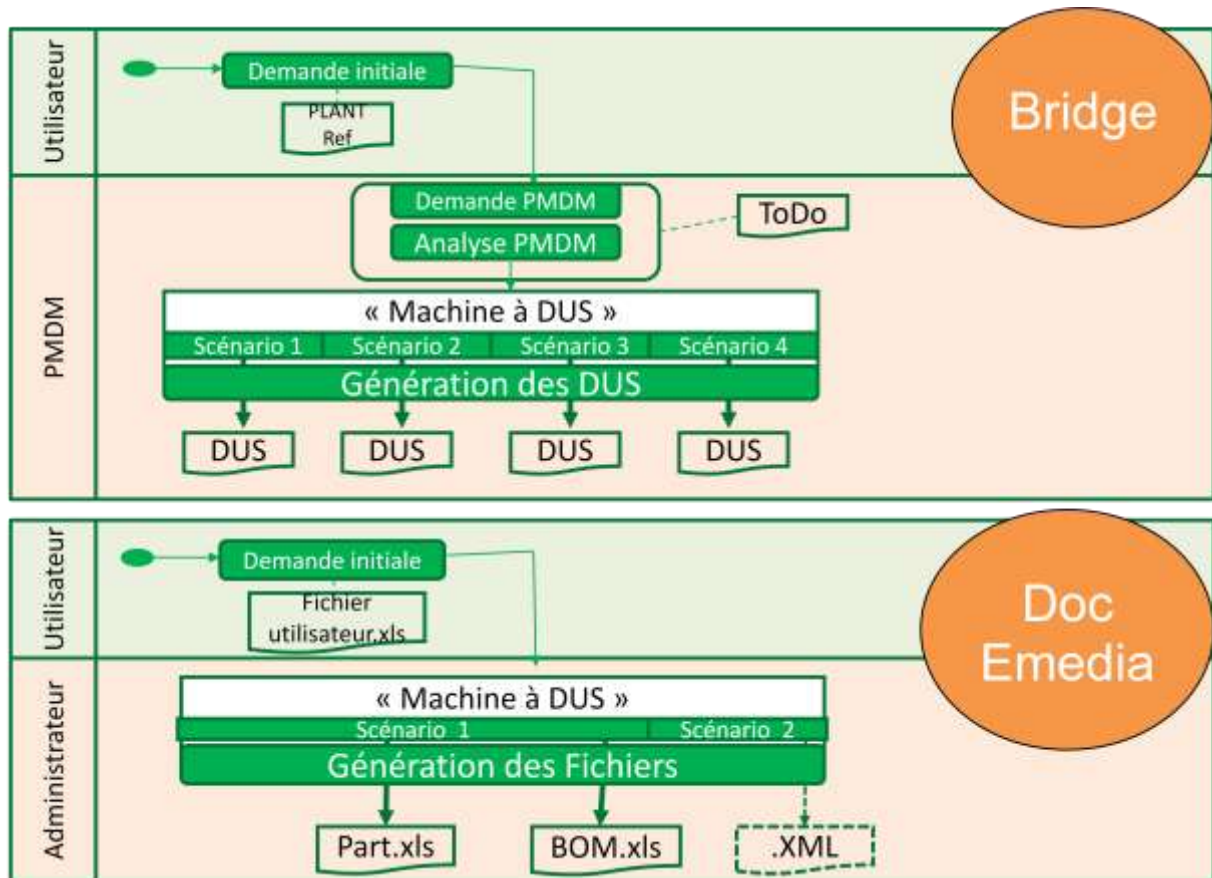 Utilisateur
Demande initiale
PLANT
Ref
Bridge
PMDM
Demande PMDM
Analyse PMDM
ToDo
« Machine à DUS »
Scénario 1 Scénario 2 Scénario 3 Scénario 4
Génération des DUS
DUS DUS DUS DUS
Utilisateur
Demande initiale
Fichier
utilisateur.xls
Doc
Emedia
Administrateur
« Machine à DUS »
Scénario 1 Scénario 2
Génération des Fichiers
Part.xls BOM.xls .XML